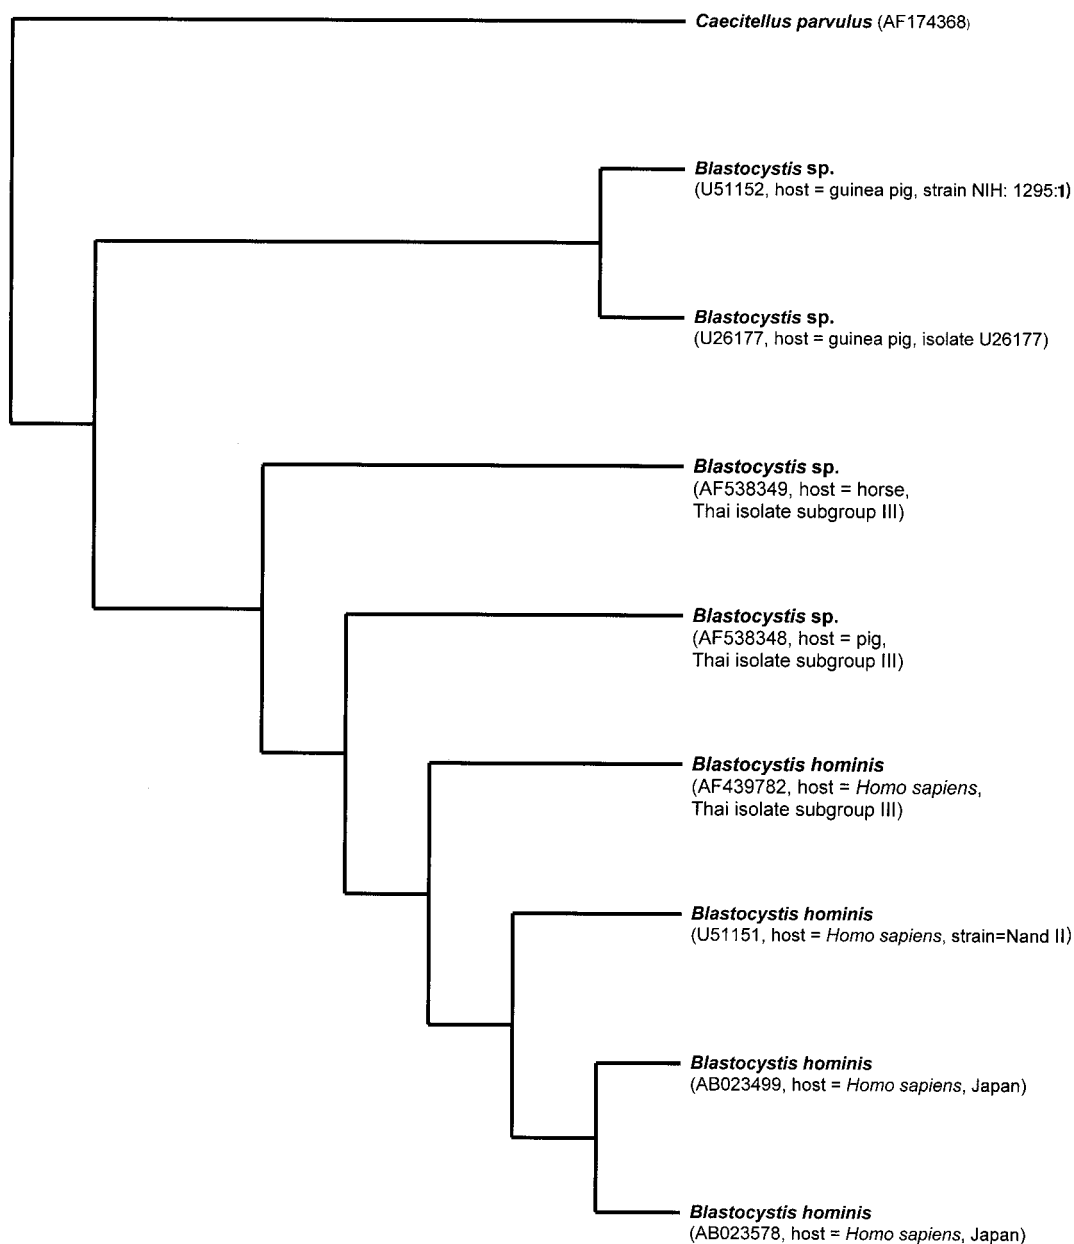 Caecitellus parvulus (AF174368)
Blastocystis sp.
(U51152, host = guinea pig, strain NIH: 1295:1)
Blastocystis sp.
(U26177, host = guinea pig, isolate U26177)
Blastocystis sp.
(AF538349, host = horse,
Thai isolate subgroup III)
Blastocystis sp.
(AF538348, host = pig,
Thai isolate subgroup III)
Blastocystis hominis
(AF439782, host = Homo sapiens,
Thai isolate subgroup III)
Blastocystis hominis
(U51151, host = Homo sapiens, strain=Nand II)
Blastocystis hominis
(AB023499, host = Homo sapiens, Japan)
Blastocystis hominis
(AB023578, host = Homo sapiens, Japan)